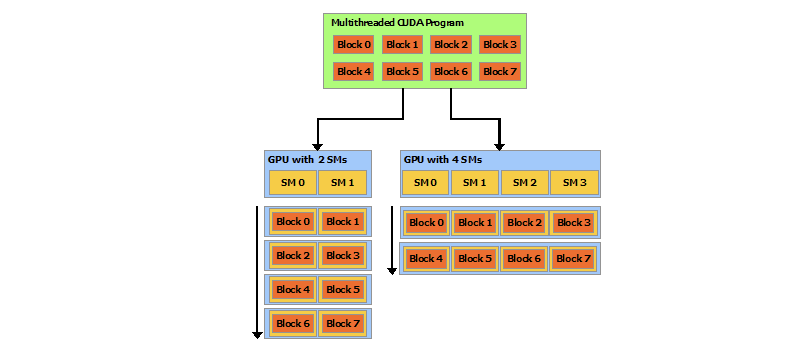 Multithreaded CUDA Program
Block 0 Block 1 Block 2 Block 3
Block 4 Block 5 Block 6 Block 7
GPU with 2 SMs
SM 0 SM 1
Block 0 Block 1
Block 2 Block 3
Block 4 Block 5
Block 6 Block 7
GPU with 4 SMs
SM 0 SM 1 SM 2 SM 3
Block 0 Block 1 Block 2 Block 3
Block 4 Block 5 Block 6 Block 7